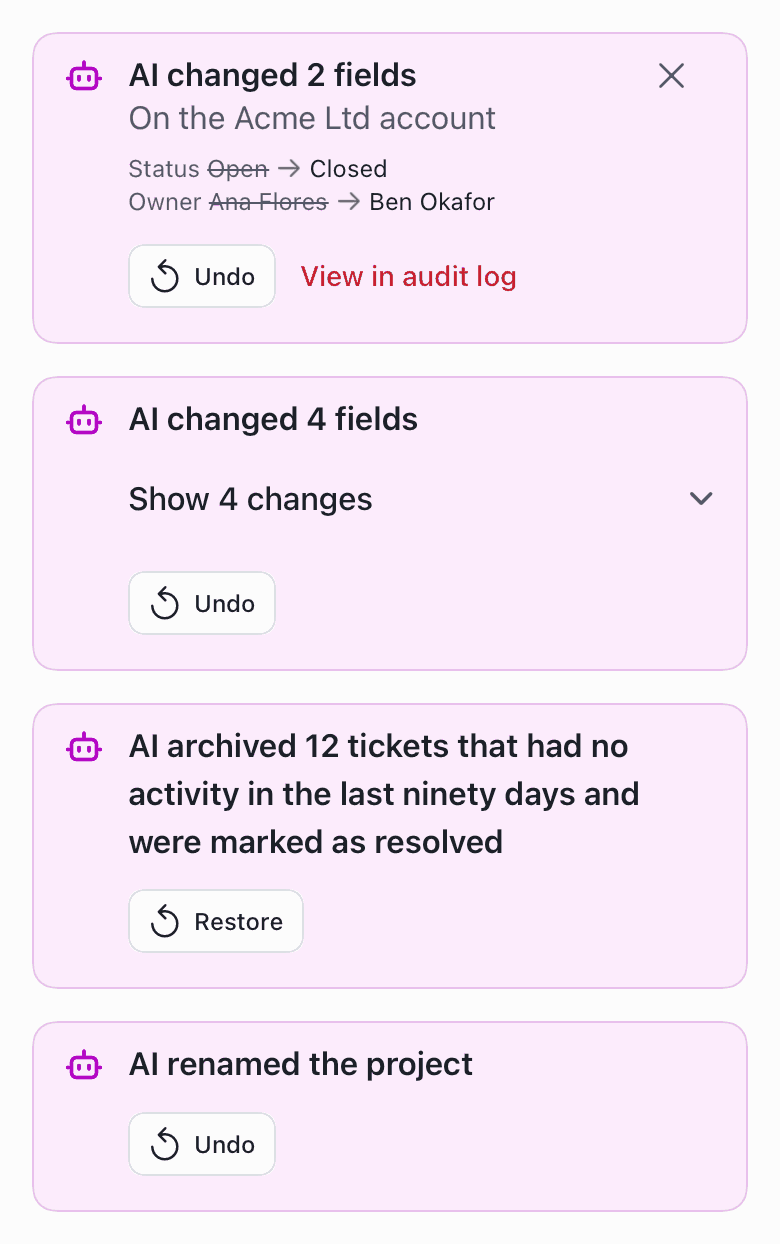 AI changed 2 fields
On the Acme Ltd account
Status Open → Closed
Owner Ana Flores → Ben Okafor
Undo View in audit log
AI changed 4 fields
Show 4 changes
Undo
AI archived 12 tickets that had no
activity in the last ninety days and
were marked as resolved
Restore
AI renamed the project
Undo